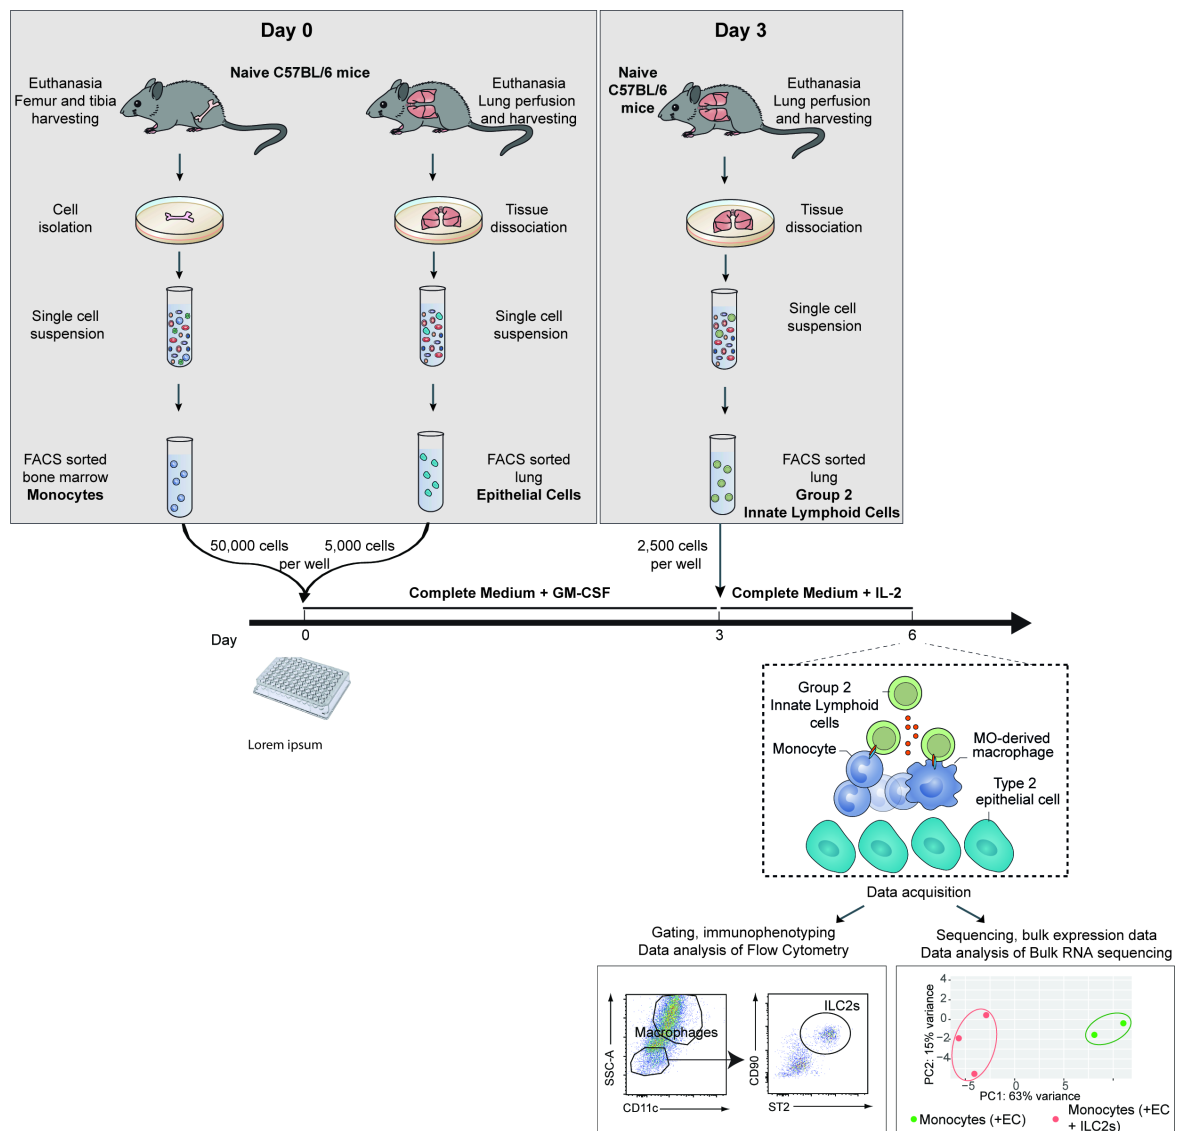 Day 0
Day 3
Naive C57BL/6 mice
Euthanasia
Femur and tibia
harvesting
Euthanasia
Lung perfusion
and harvesting
Naive
C57BL/6
mice
Euthanasia
Lung perfusion
and harvesting
Cell
isolation
Tissue
dissociation
Tissue
dissociation
Single cell
suspension
Single cell
suspension
Single cell
suspension
FACS sorted
bone marrow
Monocytes
FACS sorted
lung
Epithelial Cells
FACS sorted
lung
Group 2
Innate Lymphoid Cells
50,000 cells
5,000 cells
per well
2,500 cells
per well
Complete Medium + GM-CSF
Complete Medium + IL-2
Day
0
3
6
Lorem ipsum
Group 2
Innate Lymphoid
cells
Monocyte
MO-derived
macrophage
Type 2
epithelial cell
Data acquisition
Gating, immunophenotyping
Data analysis of Flow Cytometry
Sequencing, bulk expression data
Data analysis of Bulk RNA sequencing
SSC-A
Macrophages
CD11c
CD90
ILC2s
ST2
PC2: 15% variance
4
2
0
−2
−4
−5
0
5
PC1: 63% variance
Monocytes (+EC)
Monocytes (+EC
+ ILC2s)